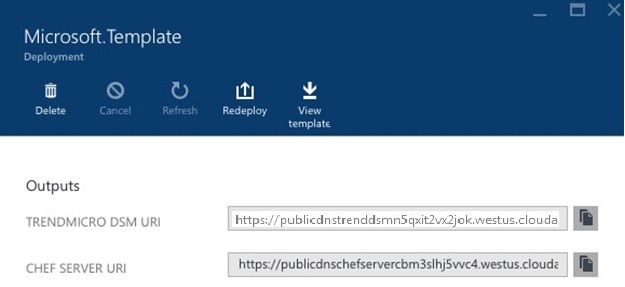 Microsoft.Template
Deployment
Delete
Cancel
Refresh
Redeploy
View
template
Outputs
TRENDMICRO DSM URI
https://publicdnstrenddsmn5qxit2vx2jok.westus.clouda
CHEF SERVER URI
https://publicdnschefservercbm3slhj5vvc4.westus.clouda